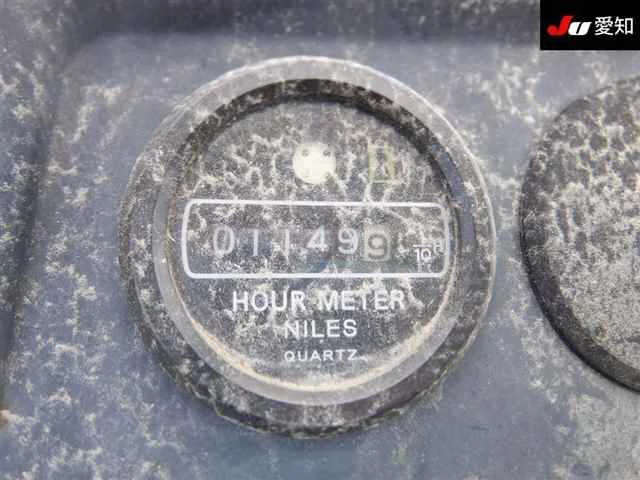 JU 愛知
011499 1/10 H
HOUR METER
NILES
QUARTZ